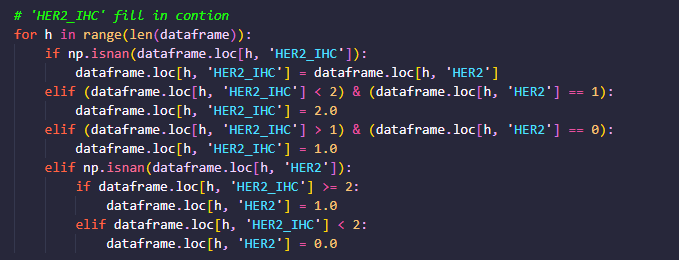 # 'HER2_IHC' fill in contion
for h in range(len(dataframe)):
    if np.isnan(dataframe.loc[h, 'HER2_IHC']):
        dataframe.loc[h, 'HER2_IHC'] = dataframe.loc[h, 'HER2']
    elif (dataframe.loc[h, 'HER2_IHC'] < 2) & (dataframe.loc[h, 'HER2'] == 1):
        dataframe.loc[h, 'HER2_IHC'] = 2.0
    elif (dataframe.loc[h, 'HER2_IHC'] > 1) & (dataframe.loc[h, 'HER2'] == 0):
        dataframe.loc[h, 'HER2_IHC'] = 1.0
    elif np.isnan(dataframe.loc[h, 'HER2']):
        if dataframe.loc[h, 'HER2_IHC'] >= 2:
            dataframe.loc[h, 'HER2'] = 1.0
        elif dataframe.loc[h, 'HER2_IHC'] < 2:
            dataframe.loc[h, 'HER2'] = 0.0